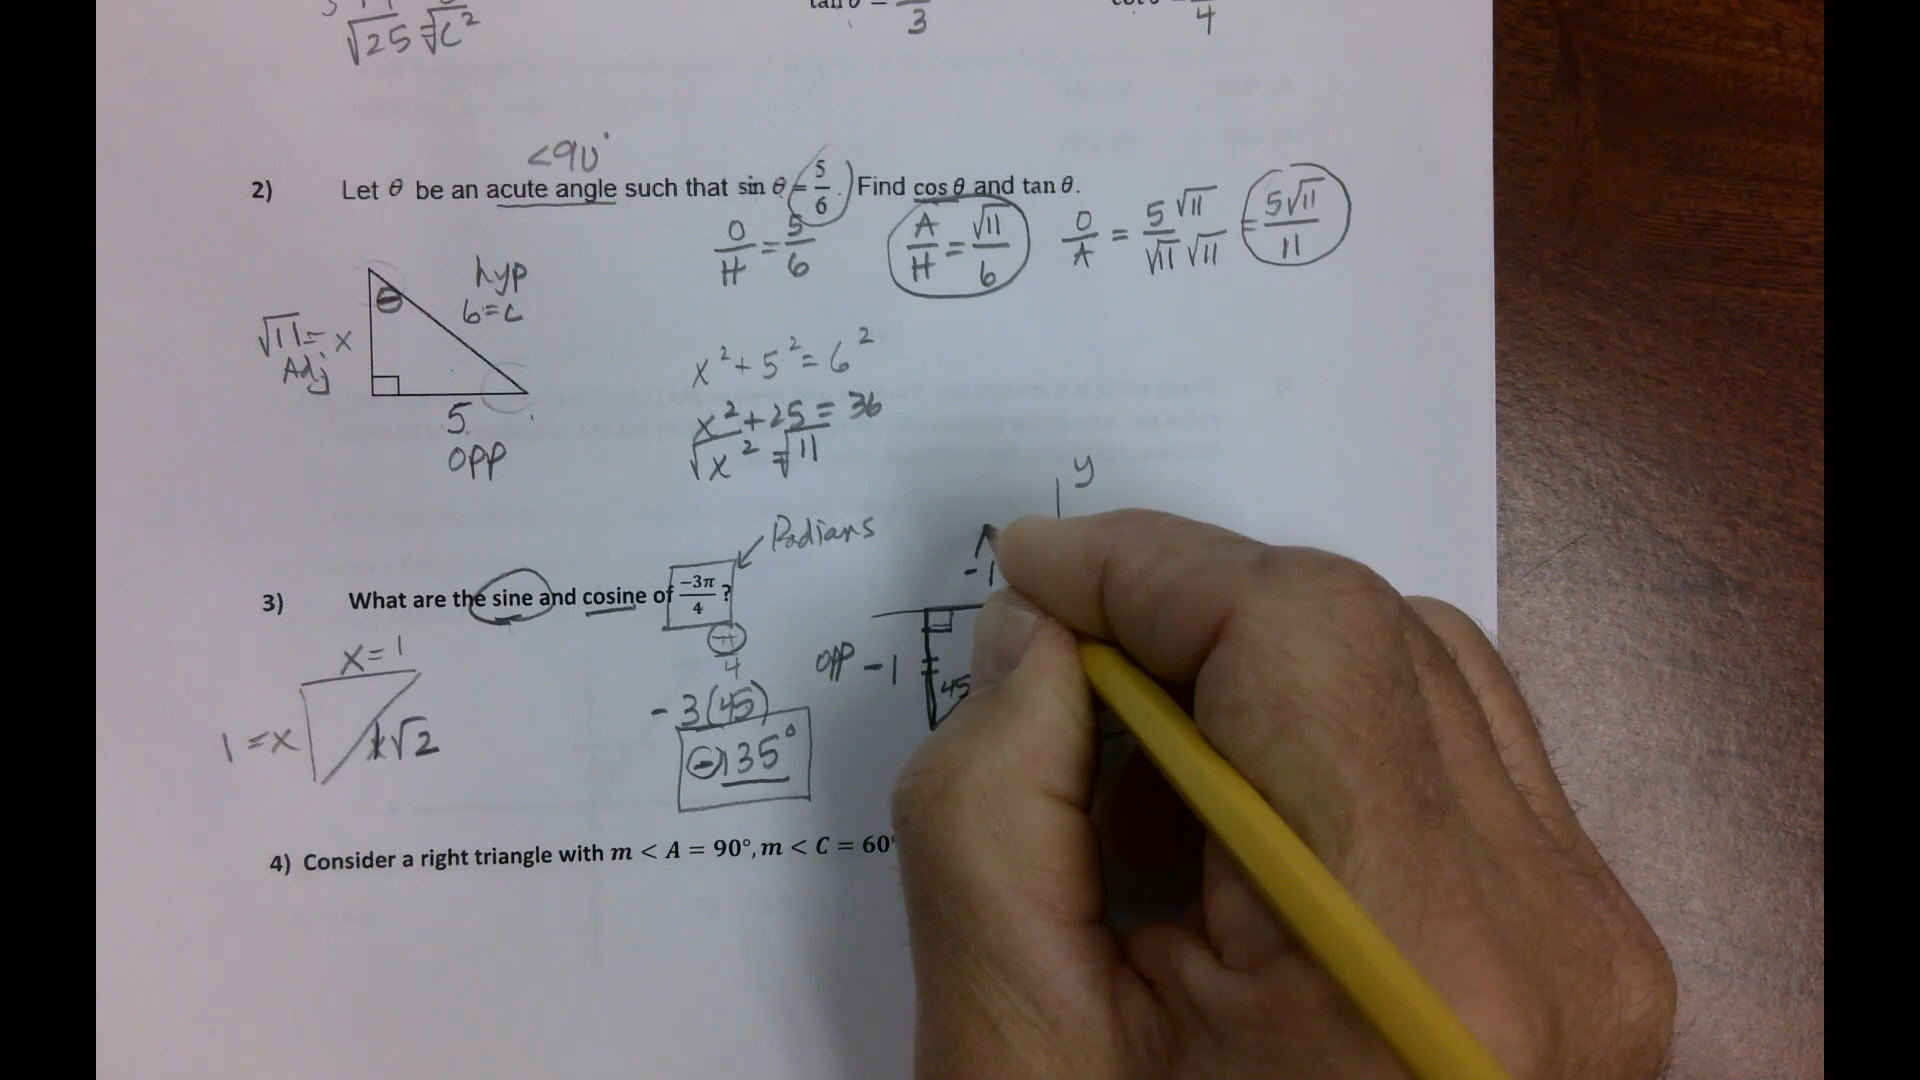 √25 = √C²
3
4
<90°
2) Let θ be an acute angle such that sin θ = 5/6. Find cos θ and tan θ.
O/H = 5/6
A/H = √11/6
O/A = 5√11/√11√11 = 5√11/11
hyp
6=c
θ
√11= x
Adj
5
OPP
x² + 5² = 6²
x² + 25 = 36
√x² = √11
y
Radians
3) What are the sine and cosine of −3π/4?
π/4
- 3(45)
-135°
x=1
1=x
1√2
OPP -1
-1
45
4) Consider a right triangle with m < A = 90°, m < C = 60°